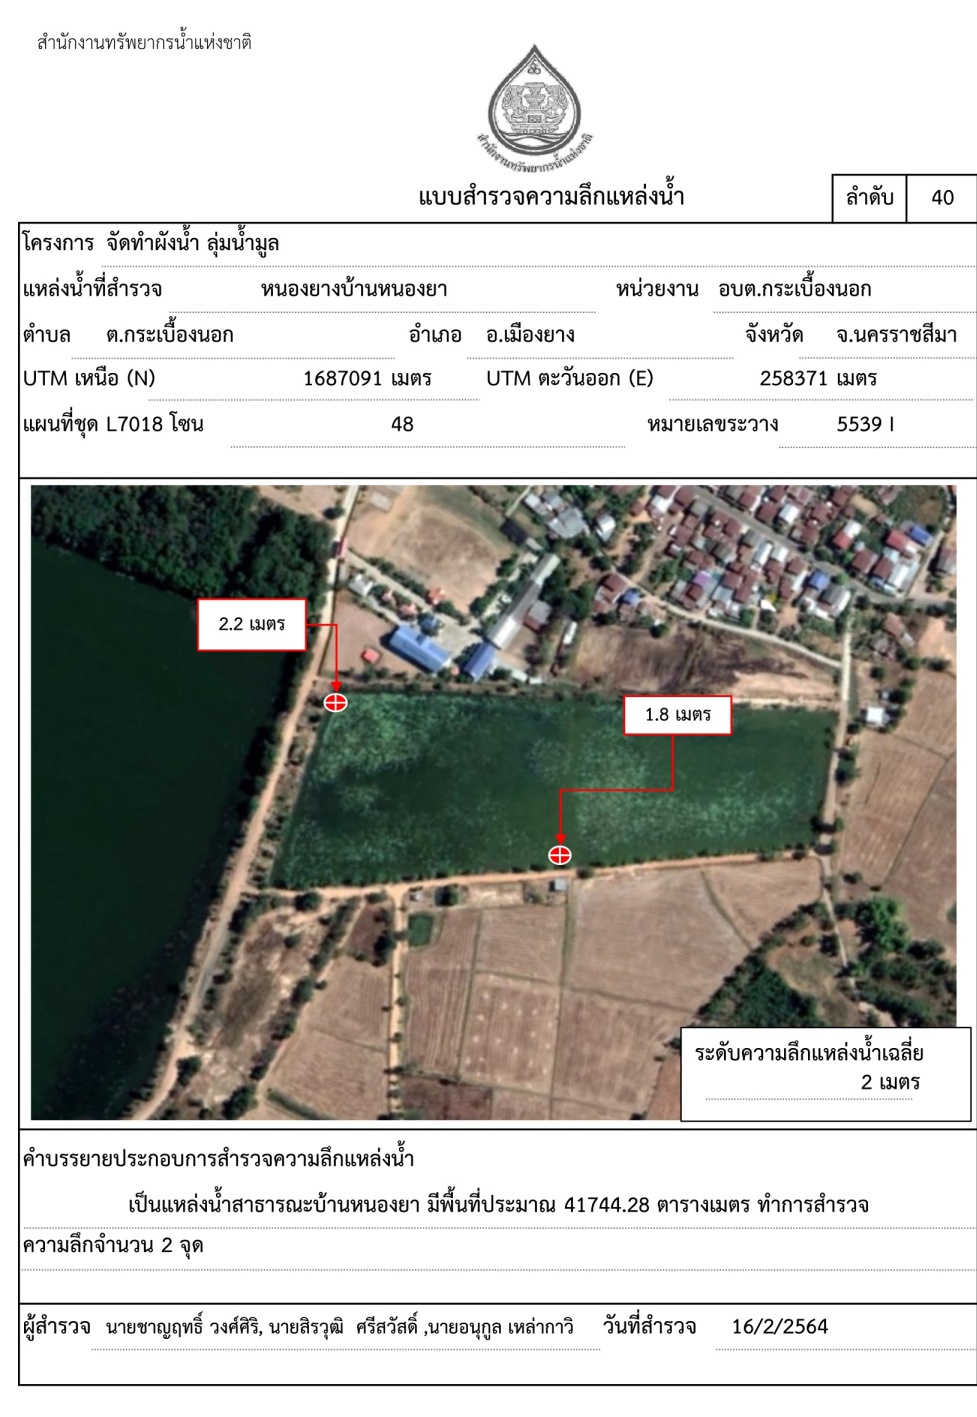 สำนักงานทรัพยากรน้ำแห่งชาติ
สำนักงานทรัพยากรน้ำแห่งชาติ
แบบสำรวจความลึกแหล่งน้ำ ลำดับ 40
โครงการ จัดทำผังน้ำ ลุ่มน้ำมูล
แหล่งน้ำที่สำรวจ หนองยางบ้านหนองยา หน่วยงาน อบต.กระเบื้องนอก
ตำบล ต.กระเบื้องนอก อำเภอ อ.เมืองยาง จังหวัด จ.นครราชสีมา
UTM เหนือ (N) 1687091 เมตร UTM ตะวันออก (E) 258371 เมตร
แผนที่ชุด L7018 โซน 48 หมายเลขระวาง 5539 I
2.2 เมตร
1.8 เมตร
ระดับความลึกแหล่งน้ำเฉลี่ย
2 เมตร
คำบรรยายประกอบการสำรวจความลึกแหล่งน้ำ
เป็นแหล่งน้ำสาธารณะบ้านหนองยา มีพื้นที่ประมาณ 41744.28 ตารางเมตร ทำการสำรวจ
ความลึกจำนวน 2 จุด
ผู้สำรวจ นายชาญฤทธิ์ วงศ์ศิริ, นายสิรวุฒิ ศรีสวัสดิ์ ,นายอนุกูล เหล่ากาวิ วันที่สำรวจ 16/2/2564